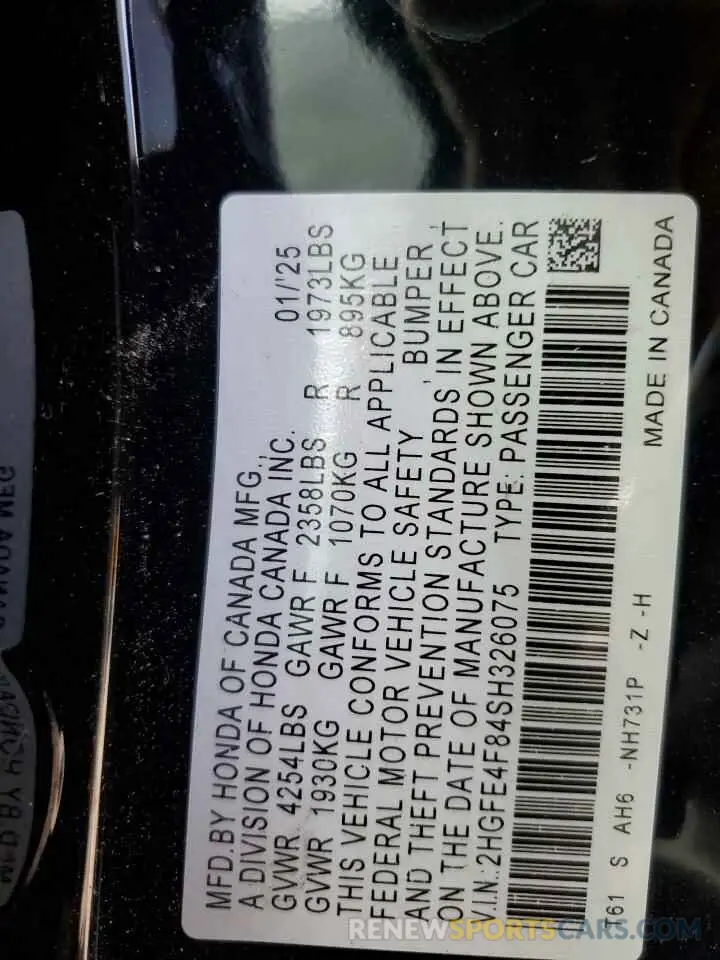 MFD.BY HONDA OF CANADA MFG.,
A DIVISION OF HONDA CANADA INC. 01/'25
GVWR 4254LBS GAWR F 2358LBS R 1973LBS
GVWR 1930KG GAWR F 1070KG R 895KG
THIS VEHICLE CONFORMS TO ALL APPLICABLE
FEDERAL MOTOR VEHICLE SAFETY , BUMPER ,
AND THEFT PREVENTION STANDARDS IN EFFECT
ON THE DATE OF MANUFACTURE SHOWN ABOVE.
V.I.N.:2HGFE4F84SH326075 TYPE: PASSENGER CAR
T61 S AH6 -NH731P -Z -H
MADE IN CANADA
RENEWSPORTSCARS.COM